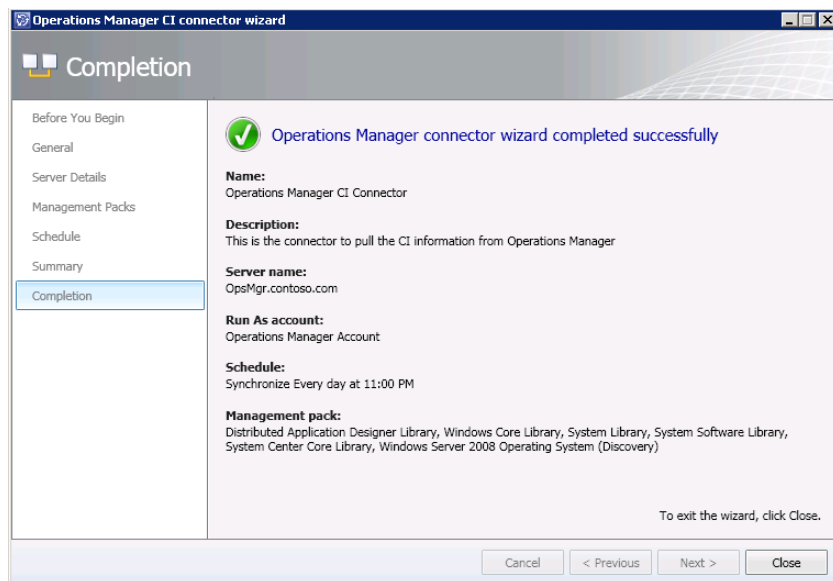 Operations Manager CI connector wizard
Completion
Before You Begin
General
Server Details
Management Packs
Schedule
Summary
Completion
Operations Manager connector wizard completed successfully
Name:
Operations Manager CI Connector
Description:
This is the connector to pull the CI information from Operations Manager
Server name:
OpsMgr.contoso.com
Run As account:
Operations Manager Account
Schedule:
Synchronize Every day at 11:00 PM
Management pack:
Distributed Application Designer Library, Windows Core Library, System Library, System Software Library,
System Center Core Library, Windows Server 2008 Operating System (Discovery)
To exit the wizard, click Close.
Cancel
< Previous
Next >
Close